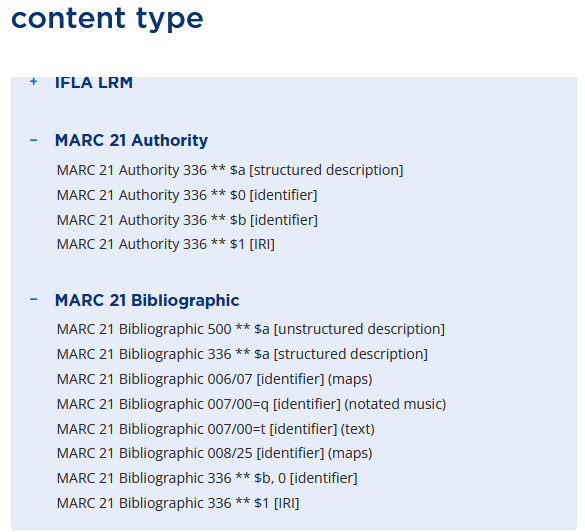 content type
+ IFLA LRM
− MARC 21 Authority
MARC 21 Authority 336 ** $a [structured description]
MARC 21 Authority 336 ** $0 [identifier]
MARC 21 Authority 336 ** $b [identifier]
MARC 21 Authority 336 ** $1 [IRI]
− MARC 21 Bibliographic
MARC 21 Bibliographic 500 ** $a [unstructured description]
MARC 21 Bibliographic 336 ** $a [structured description]
MARC 21 Bibliographic 006/07 [identifier] (maps)
MARC 21 Bibliographic 007/00=q [identifier] (notated music)
MARC 21 Bibliographic 007/00=t [identifier] (text)
MARC 21 Bibliographic 008/25 [identifier] (maps)
MARC 21 Bibliographic 336 ** $b, 0 [identifier]
MARC 21 Bibliographic 336 ** $1 [IRI]